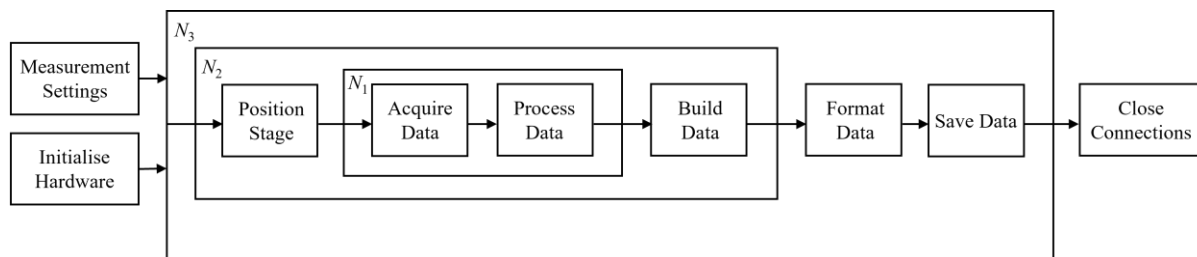 N3
Measurement
Settings
N2
Position
Stage
N1
Acquire
Data
Process
Data
Build
Data
Format
Data
Save Data
Close
Connections
Initialise
Hardware